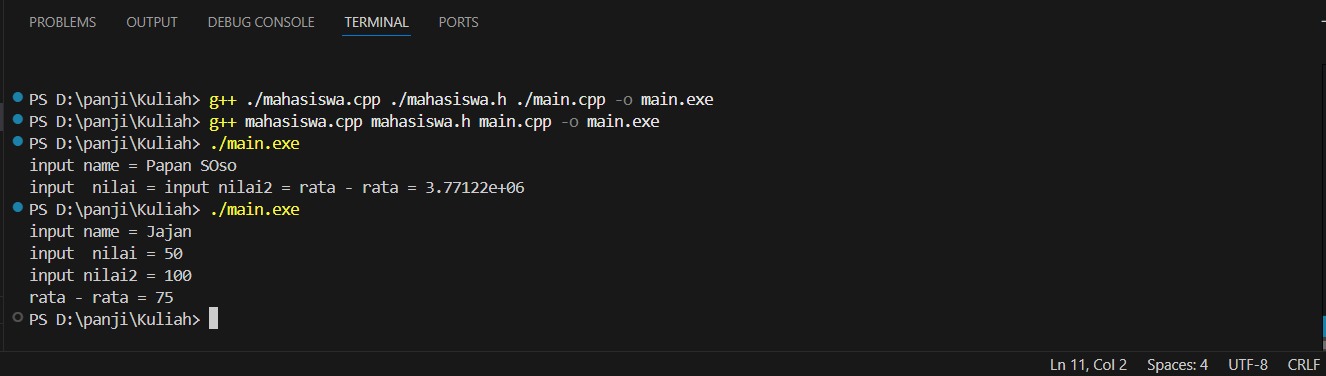 PROBLEMS OUTPUT DEBUG CONSOLE TERMINAL PORTS
PS D:\panji\Kuliah> g++ ./mahasiswa.cpp ./mahasiswa.h ./main.cpp -o main.exe
PS D:\panji\Kuliah> g++ mahasiswa.cpp mahasiswa.h main.cpp -o main.exe
PS D:\panji\Kuliah> ./main.exe
input name = Papan SOso
input  nilai = input nilai2 = rata - rata = 3.77122e+06
PS D:\panji\Kuliah> ./main.exe
input name = Jajan
input  nilai = 50
input nilai2 = 100
rata - rata = 75
PS D:\panji\Kuliah>
Ln 11, Col 2 Spaces: 4 UTF-8 CRLF